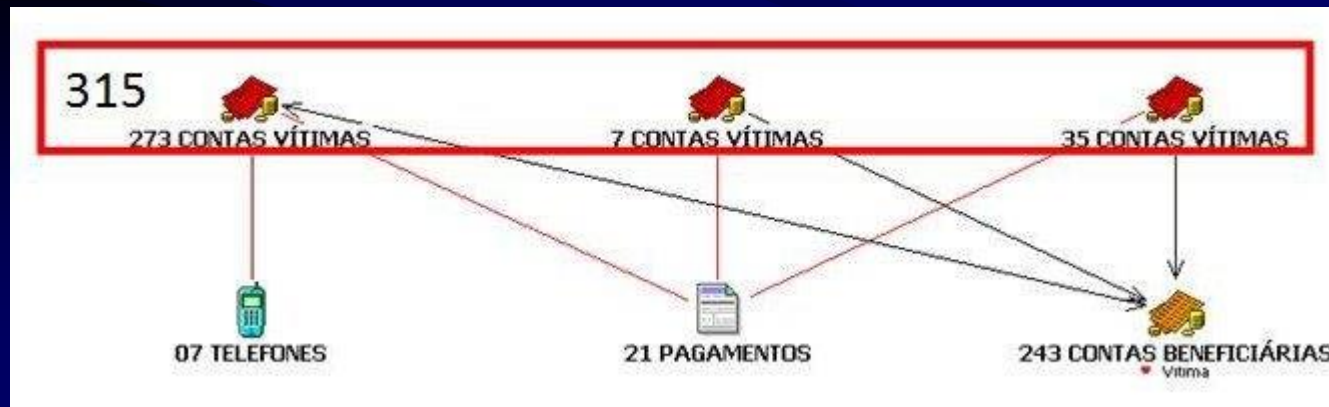 315
273 CONTAS VÍTIMAS
7 CONTAS VÍTIMAS
35 CONTAS VÍTIMAS
07 TELEFONES
21 PAGAMENTOS
243 CONTAS BENEFICIÁRIAS
Vitima